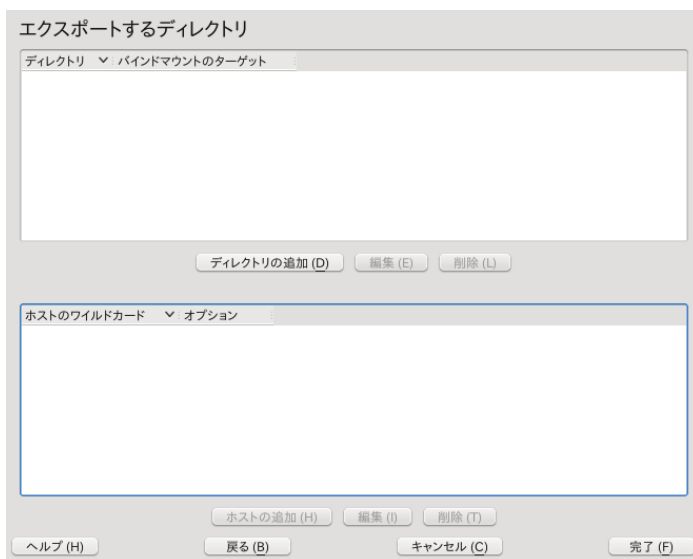 エクスポートするディレクトリ
ディレクトリ バインドマウントのターゲット
ディレクトリの追加 (D) 編集 (E) 削除 (L)
ホストのワイルドカード オプション
ホストの追加 (H) 編集 (I) 削除 (T)
ヘルプ (H) 戻る (B) キャンセル (C) 完了 (F)